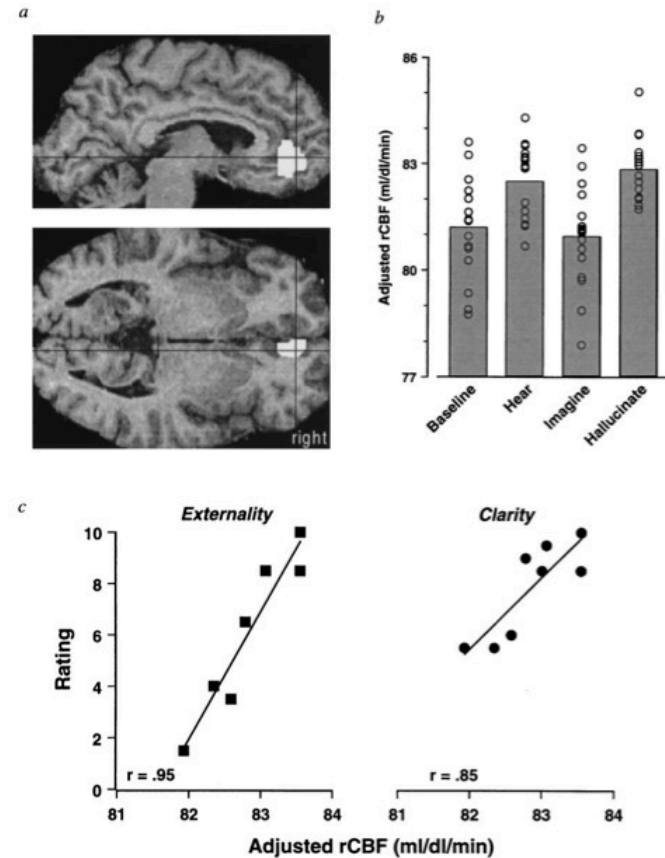 a
right
b
Adjusted rCBF (ml/dl/min)
86
83
80
77
Baseline
Hear
Imagine
Hallucinate
c
Externality
Rating
10
8
6
4
2
0
r = .95
81
82
83
84
Clarity
r = .85
81
82
83
84
Adjusted rCBF (ml/dl/min)